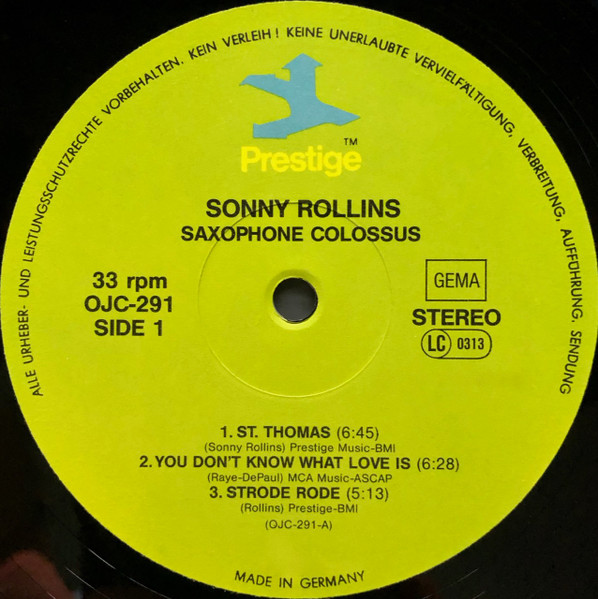 ALLE URHEBER- UND LEISTUNGSSCHUTZRECHTE VORBEHALTEN. KEIN VERLEIH! KEINE UNERLAUBTE VERVIELFÄLTIGUNG, VERBREITUNG, AUFFÜHRUNG, SENDUNG
TM
Prestige
SONNY ROLLINS
SAXOPHONE COLOSSUS
33 rpm
OJC-291
SIDE 1
GEMA
STEREO
LC 0313
1. ST. THOMAS (6:45)
(Sonny Rollins) Prestige Music-BMI
2. YOU DON'T KNOW WHAT LOVE IS (6:28)
(Raye-DePaul) MCA Music-ASCAP
3. STRODE RODE (5:13)
(Rollins) Prestige-BMI
(OJC-291-A)
MADE IN GERMANY